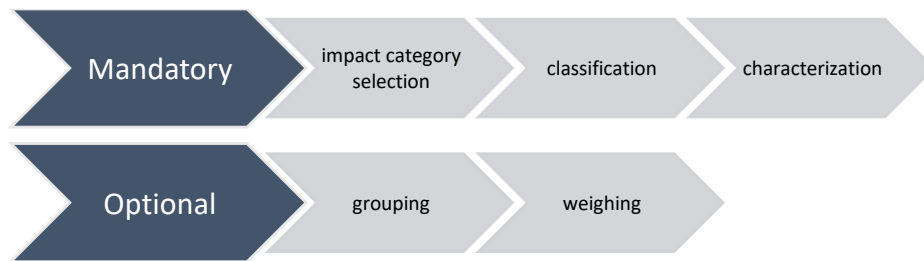 Mandatory
impact category
selection
classification
characterization
Optional
grouping
weighing